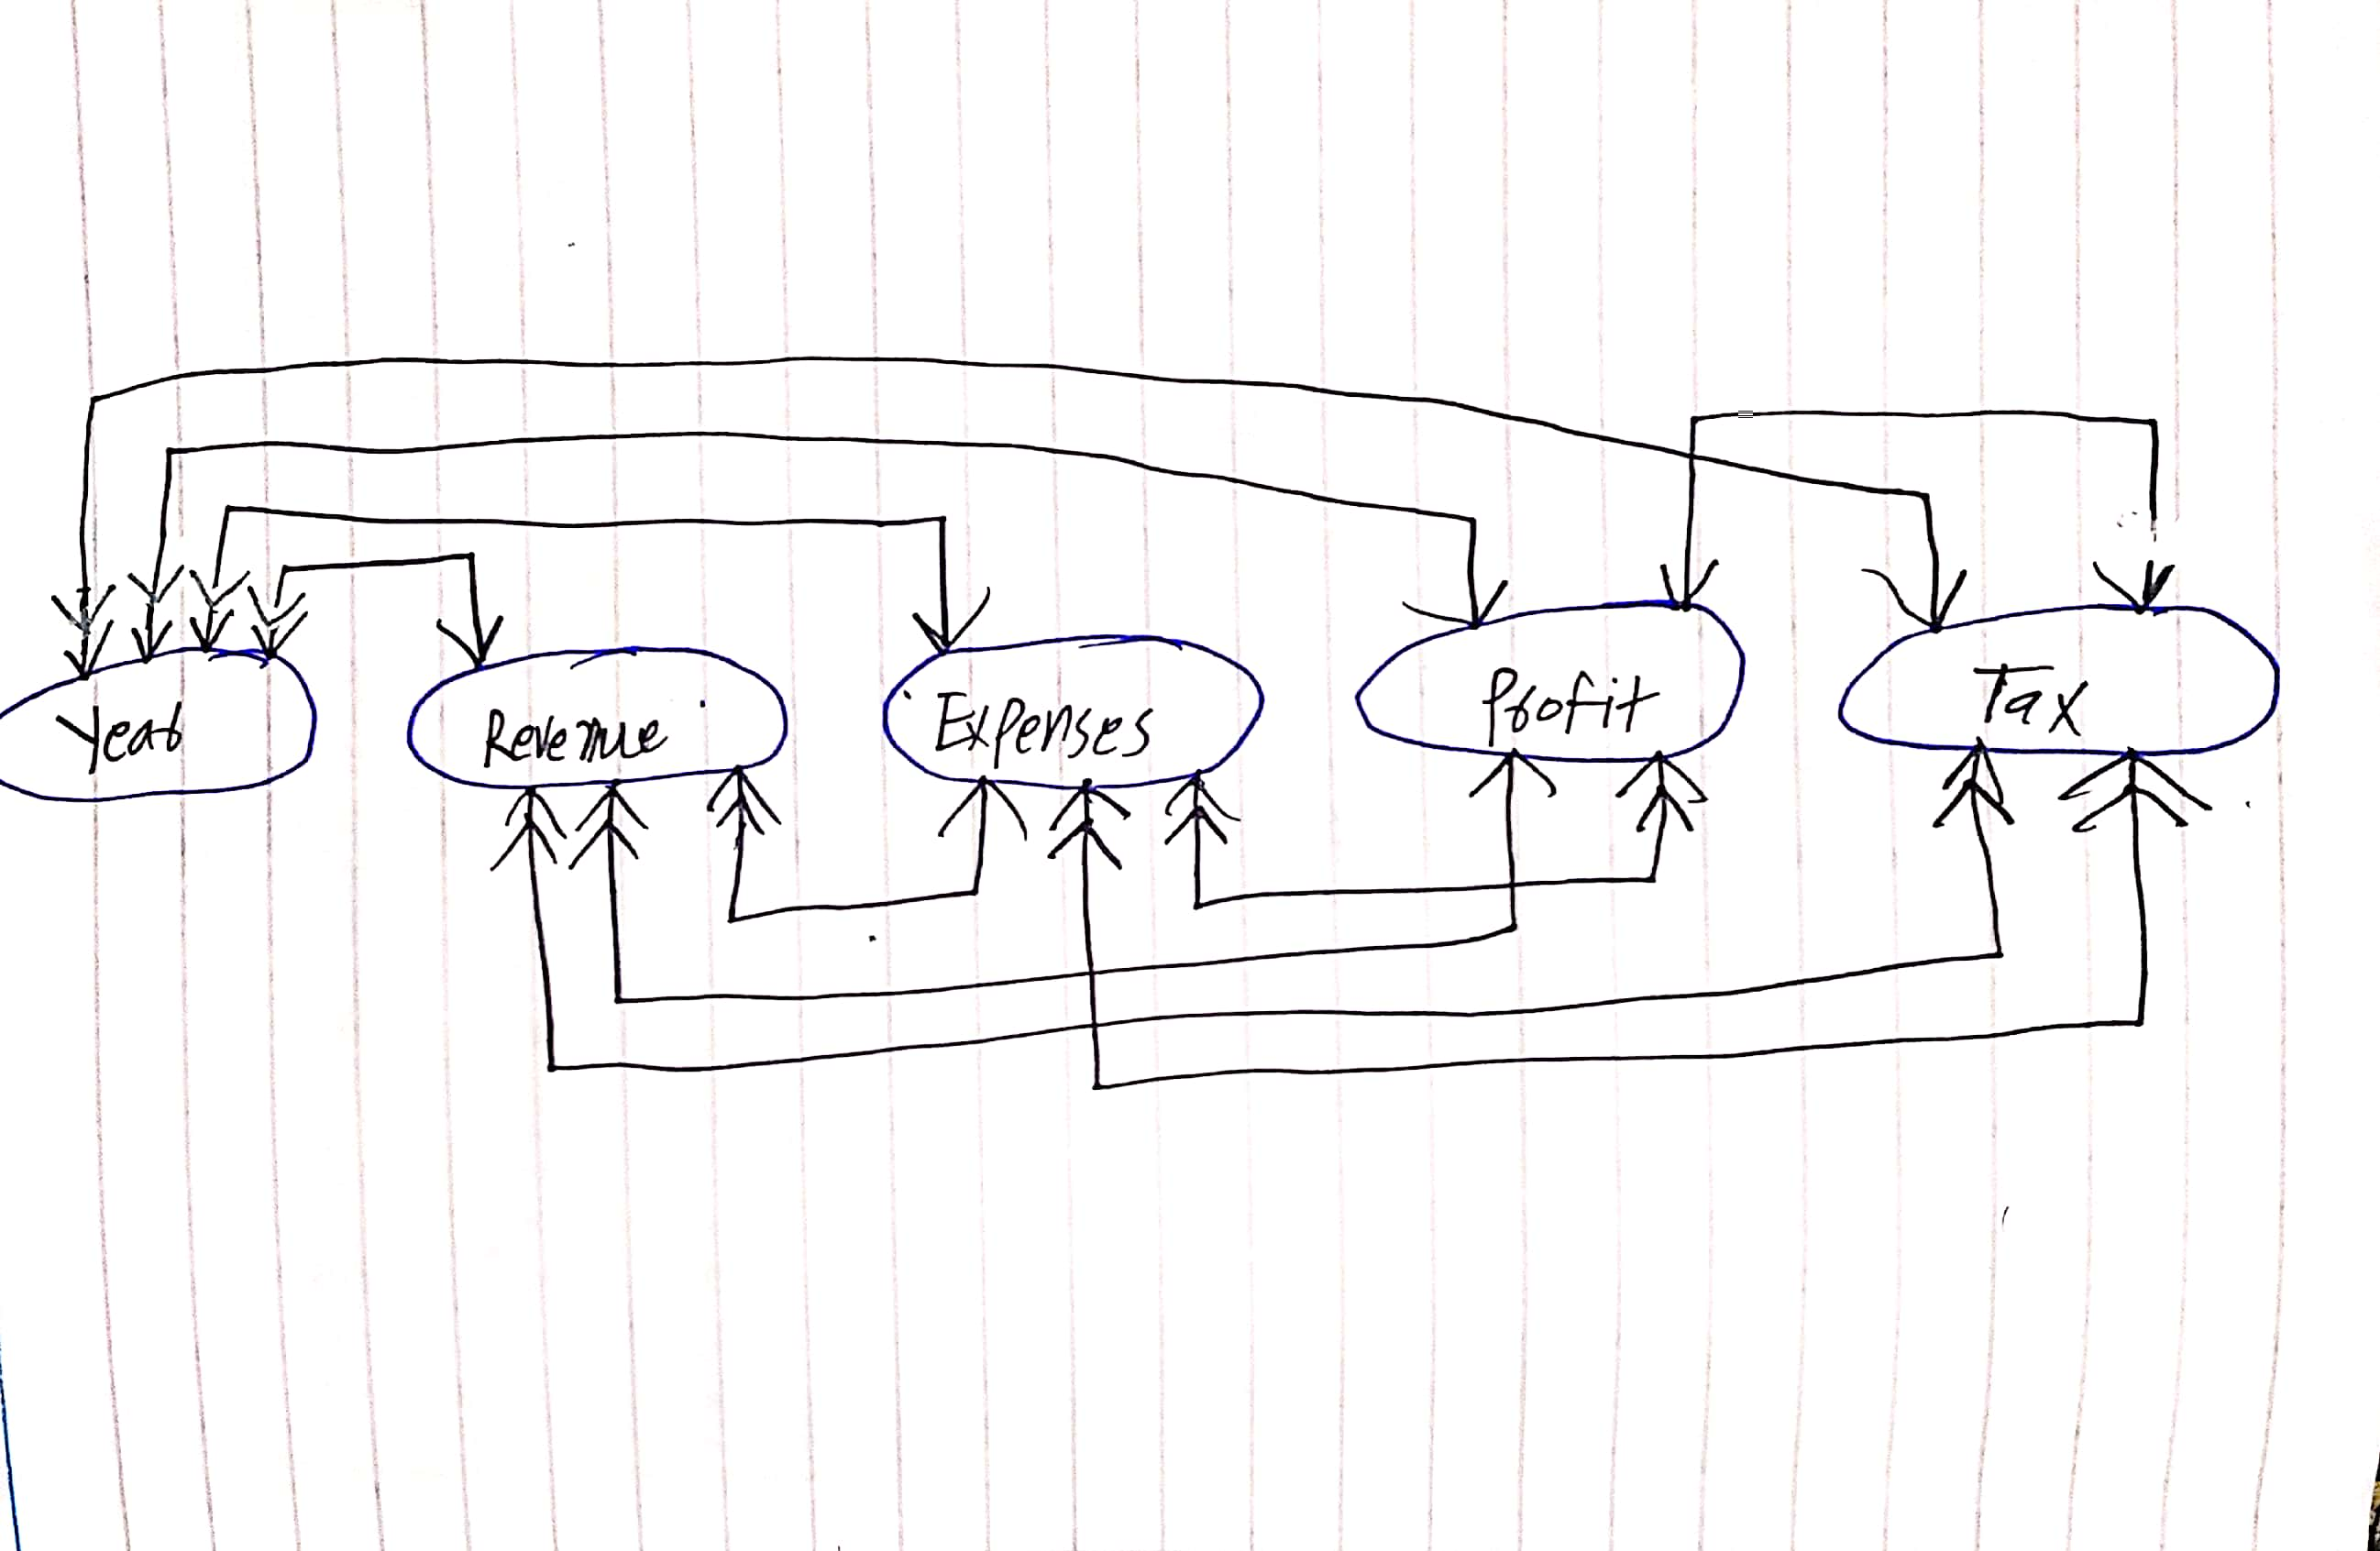 Year
Revenue
Expenses
Profit
Tax